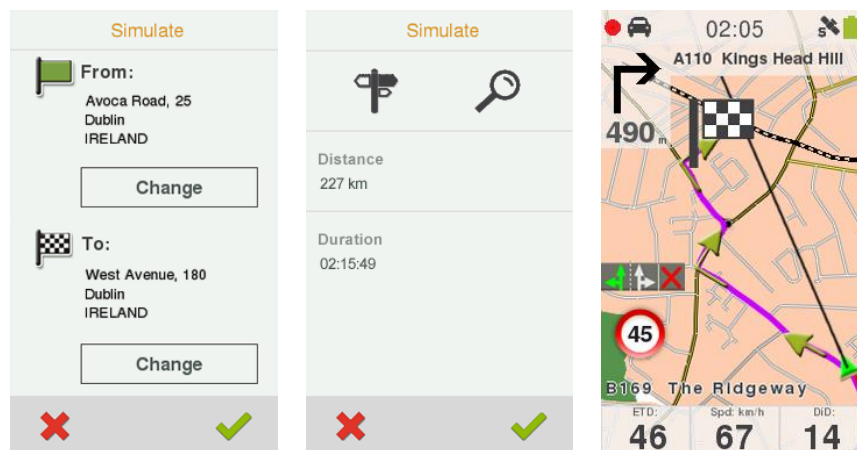 Simulate
From:
Avoca Road, 25
Dublin
IRELAND
Change
To:
West Avenue, 180
Dublin
IRELAND
Change
Simulate
Distance
227 km
Duration
02:15:49
02:05
S
A110 Kings Head Hill
490 m
45
B169 The Ridgeway
ETD: Spd: km/h DiD:
46 67 14